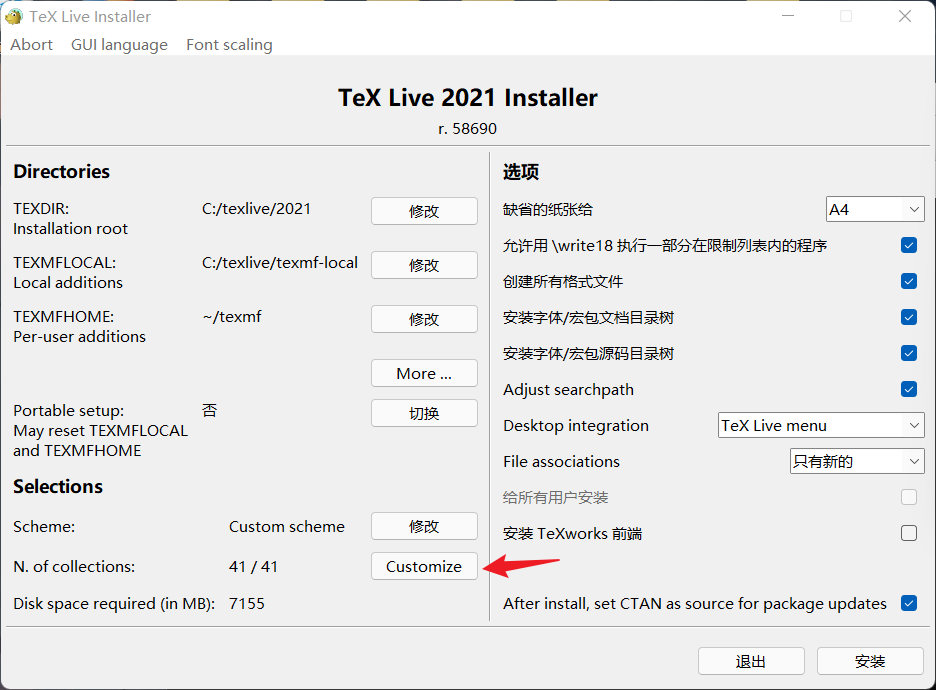 TeX Live Installer
Abort GUI language Font scaling
TeX Live 2021 Installer
r. 58690
Directories
TEXDIR: C:/texlive/2021 修改
Installation root
TEXMFLOCAL: C:/texlive/texmf-local 修改
Local additions
TEXMFHOME: ~/texmf 修改
Per-user additions
More ...
Portable setup: 否 切换
May reset TEXMFLOCAL
and TEXMFHOME
Selections
Scheme: Custom scheme 修改
N. of collections: 41 / 41 Customize
Disk space required (in MB): 7155
选项
缺省的纸张给 A4
允许用 \write18 执行一部分在限制列表内的程序
创建所有格式文件
安装字体/宏包文档目录树
安装字体/宏包源码目录树
Adjust searchpath
Desktop integration TeX Live menu
File associations 只有新的
给所有用户安装
安装 TeXworks 前端
After install, set CTAN as source for package updates
退出 安装